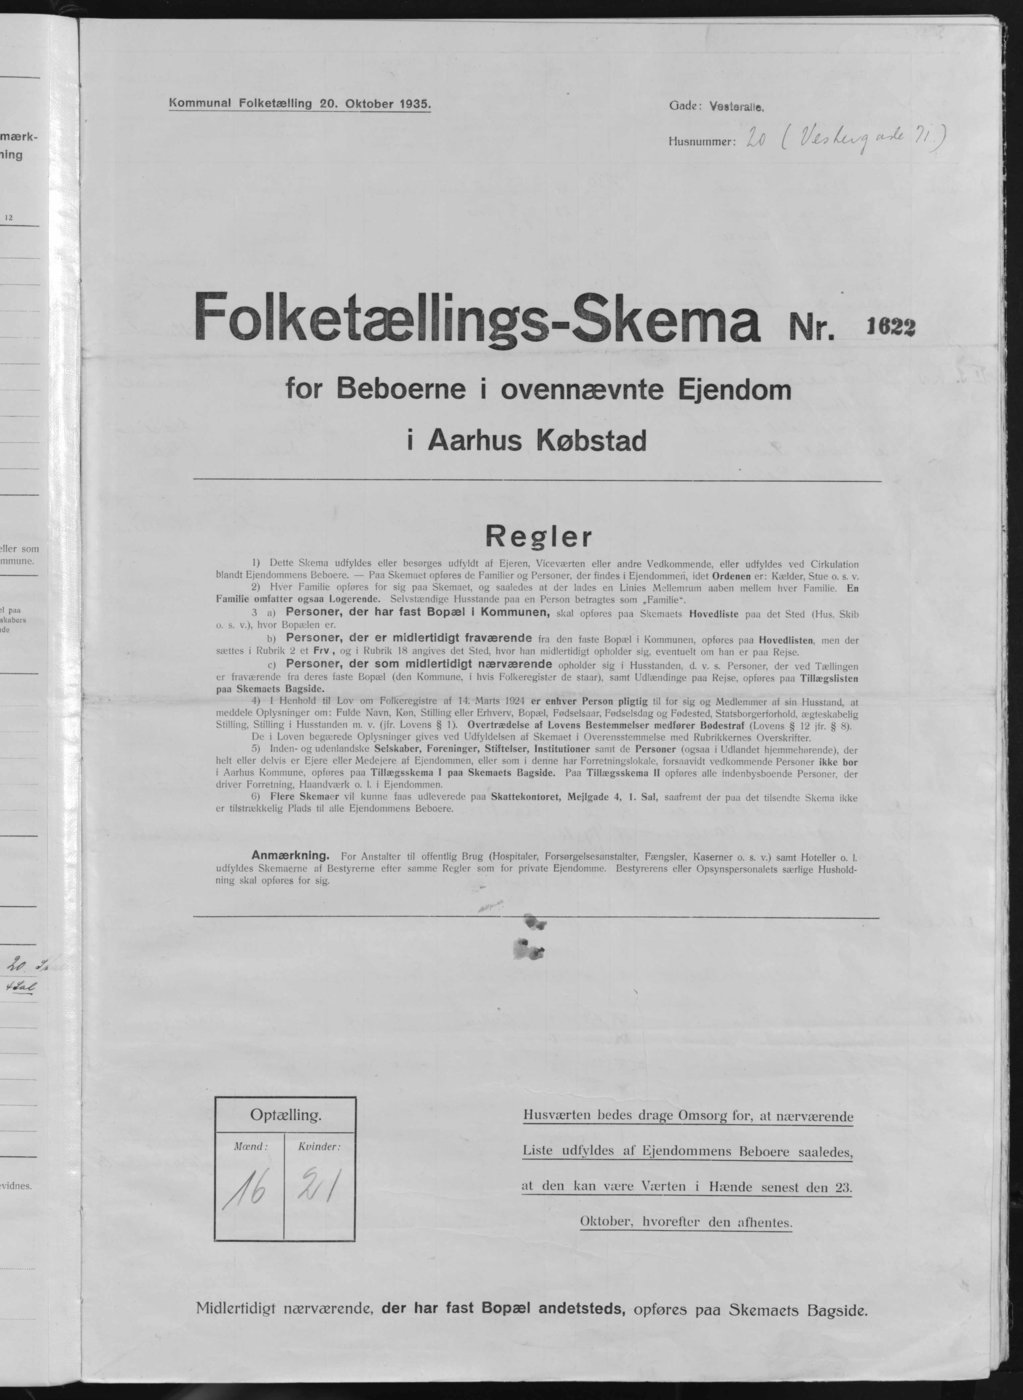 Kommunal Folketælling 20. Oktober 1935.
Gade: Vesteralle.
Husnummer: 20 (Vestergade 71.)
Folketællings-Skema Nr. 1622
for Beboerne i ovennævnte Ejendom
i Aarhus Købstad
Regler
1) Dette Skema udfyldes eller besørges udfyldt af Ejeren, Viceværten eller andre Vedkommende, eller udfyldes ved Cirkulation
blandt Ejendommens Beboere. — Paa Skemaet opføres de Familier og Personer, der findes i Ejendommen, idet Ordenen er: Kælder, Stue o. s. v.
2) Hver Familie opføres for sig paa Skemaet, og saaledes at der lades en Linies Mellemrum aaben mellem hver Familie. En
Familie omfatter ogsaa Logerende. Selvstændige Husstande paa en Person betragtes som „Familie“.
3 a) Personer, der har fast Bopæl i Kommunen, skal opføres paa Skemaets Hovedliste paa det Sted (Hus, Skib
o. s. v.), hvor Bopælen er.
b) Personer, der er midlertidigt fraværende fra den faste Bopæl i Kommunen, opføres paa Hovedlisten, men der
sættes i Rubrik 2 et Frv, og i Rubrik 18 angives det Sted, hvor han midlertidigt opholder sig, eventuelt om han er paa Rejse.
c) Personer, der som midlertidigt nærværende opholder sig i Husstanden, d. v. s. Personer, der ved Tællingen
er fraværende fra deres faste Bopæl (den Kommune, i hvis Folkeregister de staar), samt Udlændinge paa Rejse, opføres paa Tillægslisten
paa Skemaets Bagside.
4) I Henhold til Lov om Folkeregistre af 14. Marts 1924 er enhver Person pligtig til for sig og Medlemmer af sin Husstand, at
meddele Oplysninger om: Fulde Navn, Køn, Stilling eller Erhverv, Bopæl, Fødselsaar, Fødselsdag og Fødested, Statsborgerforhold, ægteskabelig
Stilling, Stilling i Husstanden m. v. (jfr. Lovens § 1). Overtrædelse af Lovens Bestemmelser medfører Bødestraf (Lovens § 12 jfr. § 8).
De i Loven begærede Oplysninger gives ved Udfyldelsen af Skemaet i Overensstemmelse med Rubrikkernes Overskrifter.
5) Inden- og udenlandske Selskaber, Foreninger, Stiftelser, Institutioner samt de Personer (ogsaa i Udlandet hjemmehørende), der
helt eller delvis er Ejere eller Medejere af Ejendommen, eller som i denne har Forretningslokale, forsaavidt vedkommende Personer ikke bor
i Aarhus Kommune, opføres paa Tillægsskema I paa Skemaets Bagside. Paa Tillægsskema II opføres alle indenbysboende Personer, der
driver Forretning, Haandværk o. l. i Ejendommen.
6) Flere Skemaer vil kunne faas udleverede paa Skattekontoret, Mejlgade 4, 1. Sal, saafremt der paa det tilsendte Skema ikke
er tilstrækkelig Plads til alle Ejendommens Beboere.
Anmærkning. For Anstalter til offentlig Brug (Hospitaler, Forsørgelsesanstalter, Fængsler, Kaserner o. s. v.) samt Hoteller o. l.
udfyldes Skemaerne af Bestyrerne efter samme Regler som for private Ejendomme. Bestyrerens eller Opsynspersonalets særlige Hushold-
ning skal opføres for sig.
Optælling.
Mænd: Kvinder:
16 21
Husværten bedes drage Omsorg for, at nærværende
Liste udfyldes af Ejendommens Beboere saaledes,
at den kan være Værten i Hænde senest den 23.
Oktober, hvorefter den afhentes.
Midlertidigt nærværende, der har fast Bopæl andetsteds, opføres paa Skemaets Bagside.
mærk-
ning
12
eller som
mmune.
el paa
skabers
de
20.
4 Sal
vidnes.